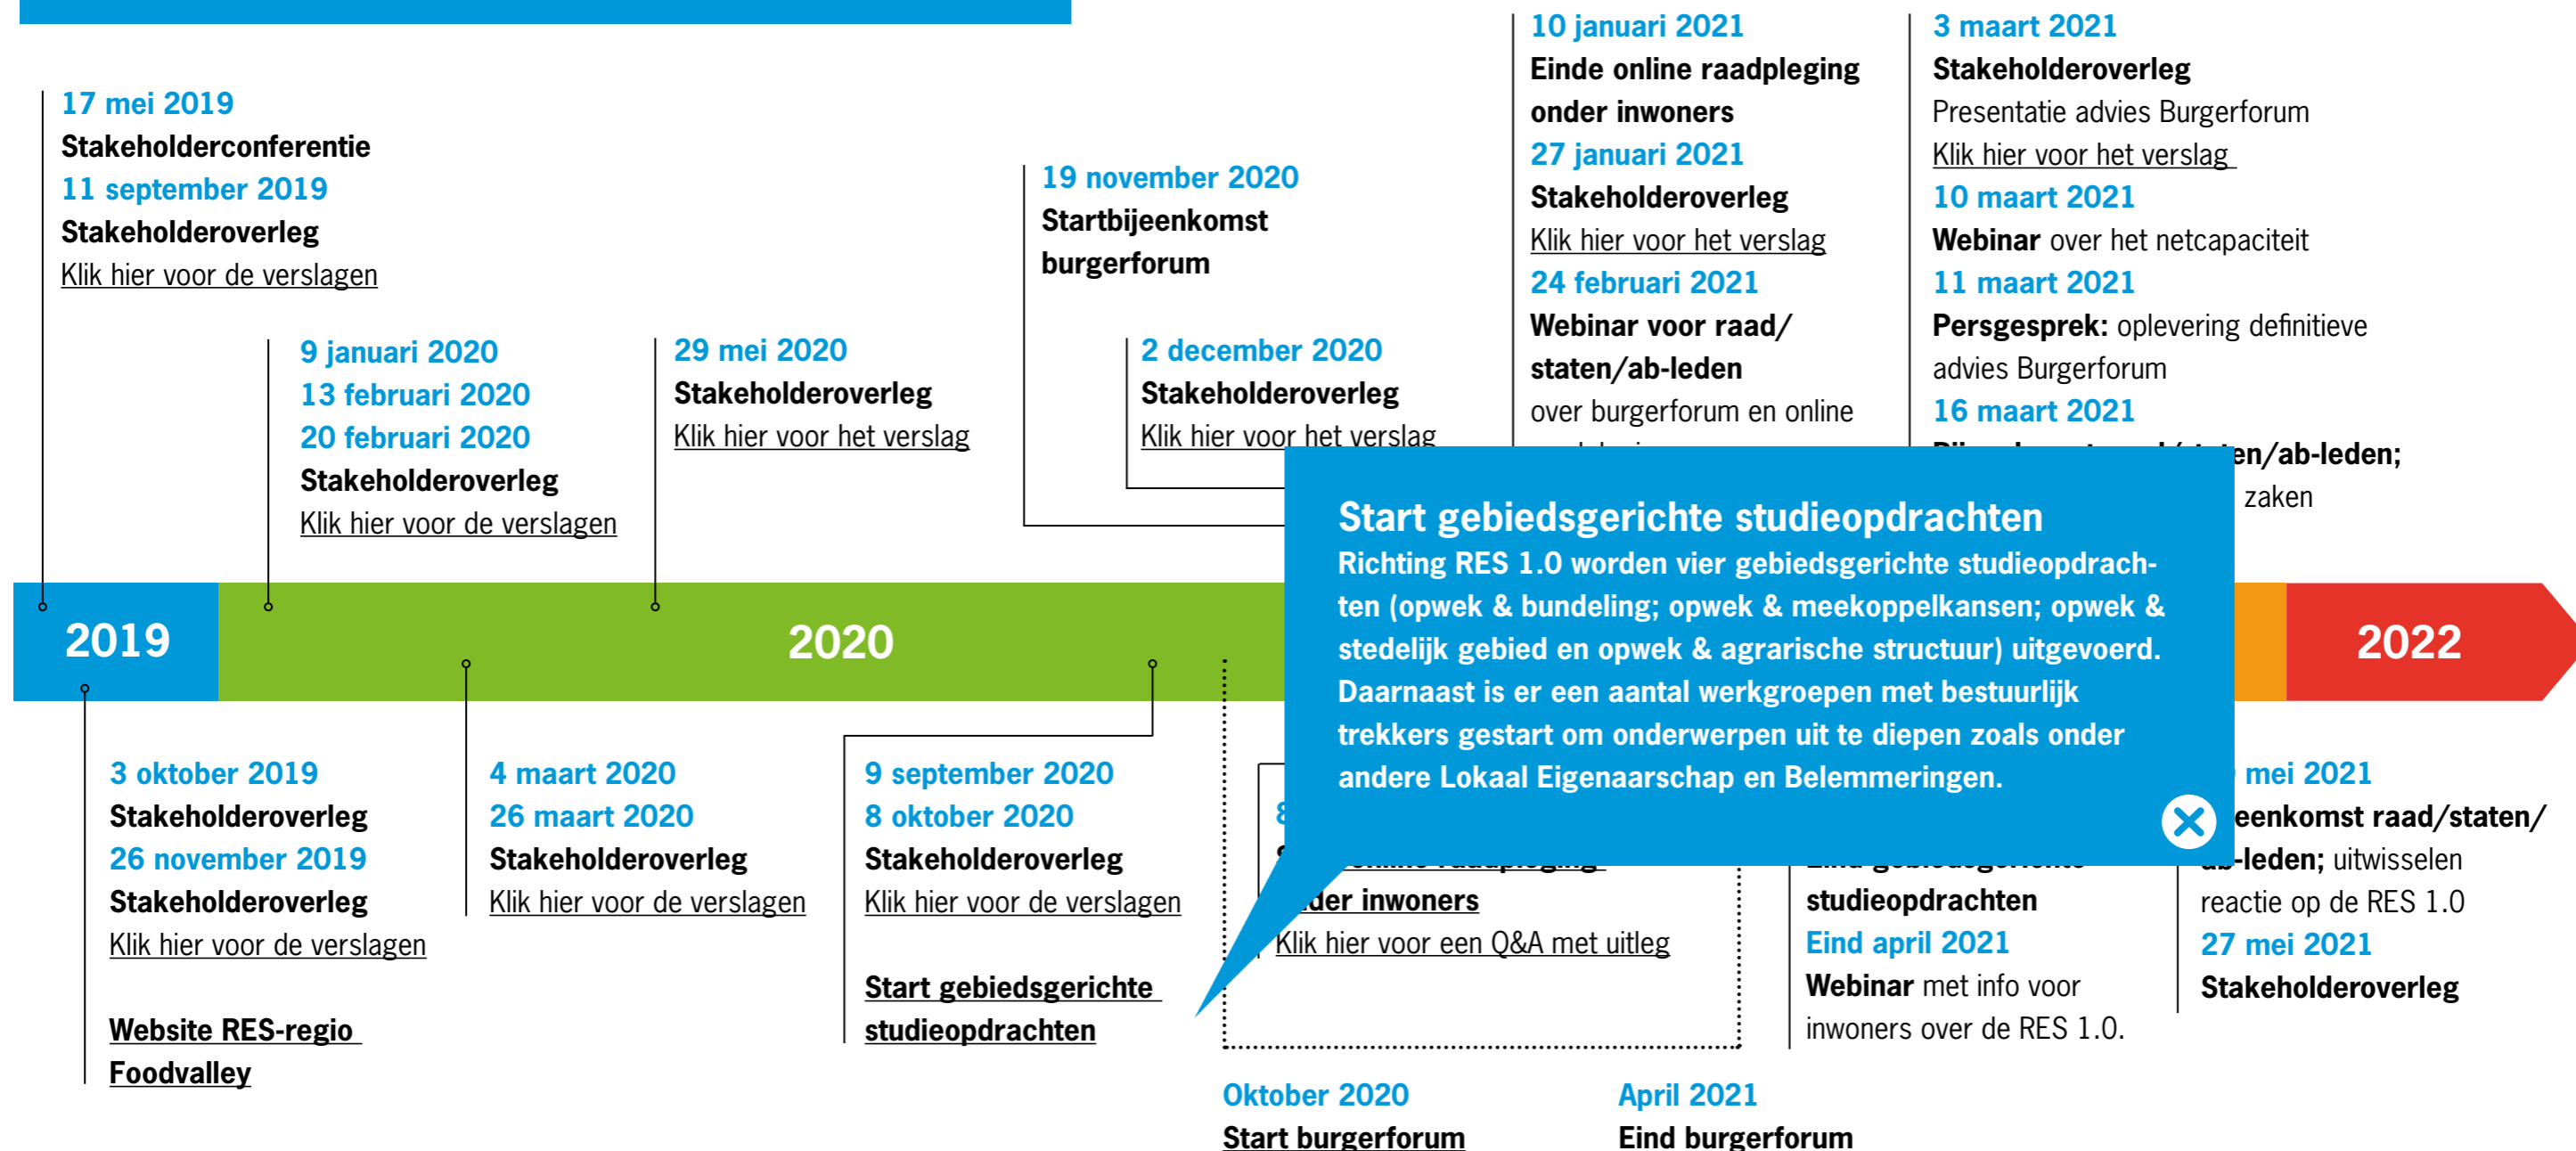 17 mei 2019
Stakeholderconferentie
11 september 2019
Stakeholderoverleg
Klik hier voor de verslagen
9 januari 2020
13 februari 2020
20 februari 2020
Stakeholderoverleg
Klik hier voor de verslagen
29 mei 2020
Stakeholderoverleg
Klik hier voor het verslag
19 november 2020
Startbijeenkomst
burgerforum
2 december 2020
Stakeholderoverleg
Klik hier voor het verslag
10 januari 2021
Einde online raadpleging
onder inwoners
27 januari 2021
Stakeholderoverleg
Klik hier voor het verslag
24 februari 2021
Webinar voor raad/
staten/ab-leden
over burgerforum en online
3 maart 2021
Stakeholderoverleg
Presentatie advies Burgerforum
Klik hier voor het verslag
10 maart 2021
Webinar over het netcapaciteit
11 maart 2021
Persgesprek: oplevering definitieve
advies Burgerforum
16 maart 2021
en/ab-leden;
zaken
Start gebiedsgerichte studieopdrachten
Richting RES 1.0 worden vier gebiedsgerichte studieopdrach-
ten (opwek & bundeling; opwek & meekoppelkansen; opwek &
stedelijk gebied en opwek & agrarische structuur) uitgevoerd.
Daarnaast is er een aantal werkgroepen met bestuurlijk
trekkers gestart om onderwerpen uit te diepen zoals onder
andere Lokaal Eigenaarschap en Belemmeringen.
2019
2020
2022
3 oktober 2019
Stakeholderoverleg
26 november 2019
Stakeholderoverleg
Klik hier voor de verslagen
Website RES-regio
Foodvalley
4 maart 2020
26 maart 2020
Stakeholderoverleg
Klik hier voor de verslagen
9 september 2020
8 oktober 2020
Stakeholderoverleg
Klik hier voor de verslagen
Start gebiedsgerichte
studieopdrachten
online raadpleging
der inwoners
Klik hier voor een Q&A met uitleg
Eind gebiedsgerichte
studieopdrachten
Eind april 2021
Webinar met info voor
inwoners over de RES 1.0.
mei 2021
eenkomst raad/staten/
ab-leden; uitwisselen
reactie op de RES 1.0
27 mei 2021
Stakeholderoverleg
Oktober 2020
Start burgerforum
April 2021
Eind burgerforum